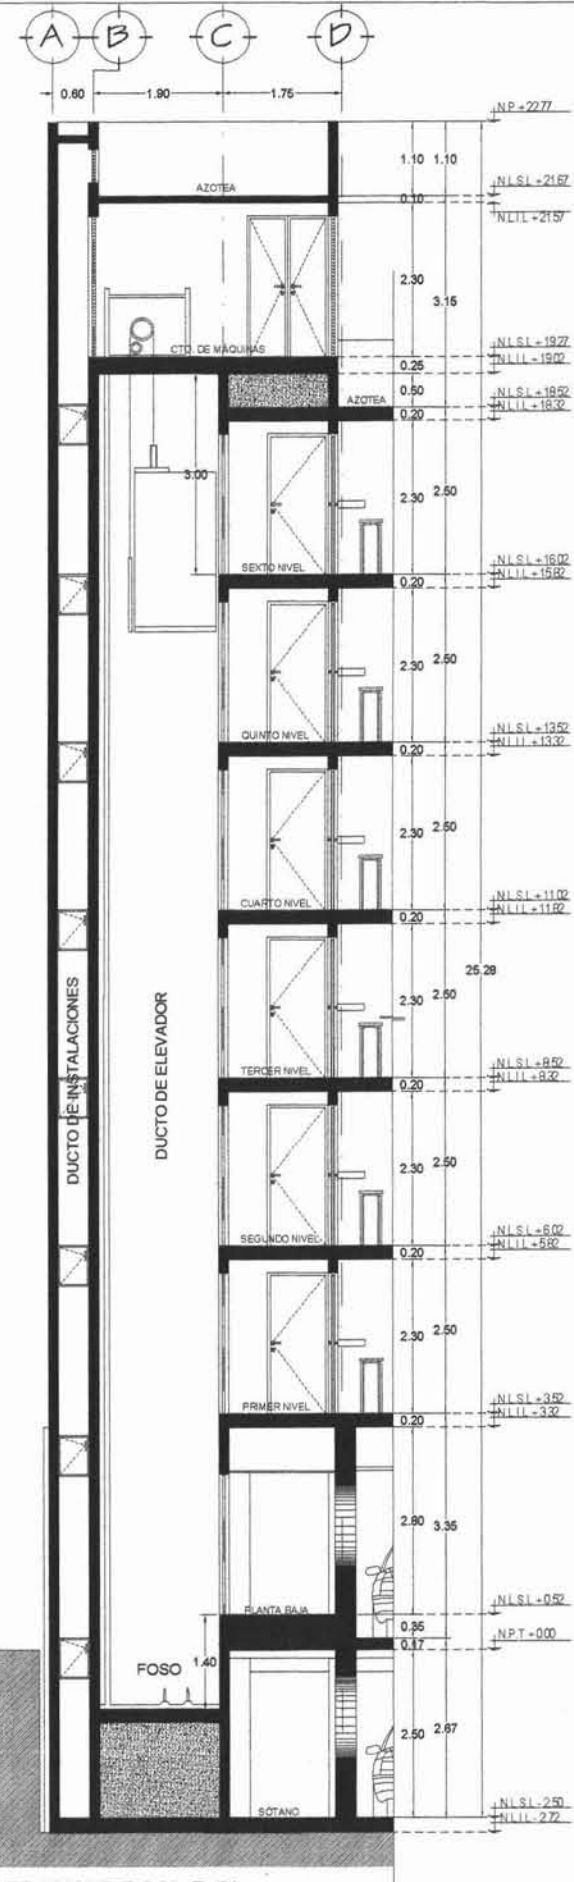 A B C D
0.60 1.90 1.75
N.P. +22.77
1.10 1.10
AZOTEA
N.L.S.L. +21.67
0.10
N.L.I.L. +21.57
2.30
3.15
N.L.S.L. +19.27
CTO. DE MAQUINAS
N.L.I.L. +19.02
0.25
0.50
N.L.S.L. +18.52
AZOTEA
N.L.I.L. +18.32
0.20
3.00
2.30 2.50
N.L.S.L. +16.02
SEXTO NIVEL
N.L.I.L. +15.82
0.20
2.30 2.50
N.L.S.L. +13.52
QUINTO NIVEL
N.L.I.L. +13.32
0.20
2.30 2.50
N.L.S.L. +11.02
CUARTO NIVEL
N.L.I.L. +11.82
0.20
25.28
DUCTO DE INSTALACIONES
DUCTO DE ELEVADOR
2.30 2.50
N.L.S.L. +8.52
TERCER NIVEL
N.L.I.L. +8.32
0.20
2.30 2.50
N.L.S.L. +6.02
SEGUNDO NIVEL
N.L.I.L. +5.82
0.20
2.30 2.50
N.L.S.L. +3.52
PRIMER NIVEL
N.L.I.L. +3.32
0.20
2.80 3.35
N.L.S.L. +0.52
PLANTA BAJA
0.35
N.P.T. +0.00
0.17
FOSO 1.40
2.50 2.67
N.L.S.L. -2.50
SOTANO
N.L.I.L. -2.72